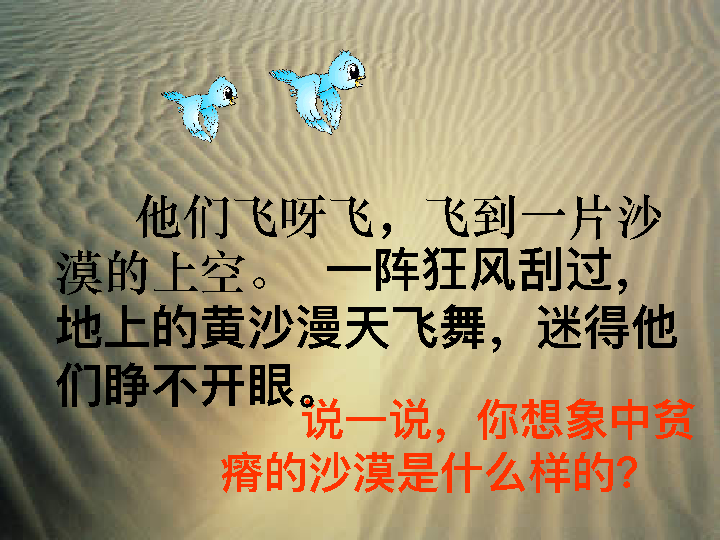 他们飞呀飞，飞到一片沙
漠的上空。 一阵狂风刮过，
地上的黄沙漫天飞舞，迷得他
们睁不开眼。
说一说，你想象中贫
瘠的沙漠是什么样的？